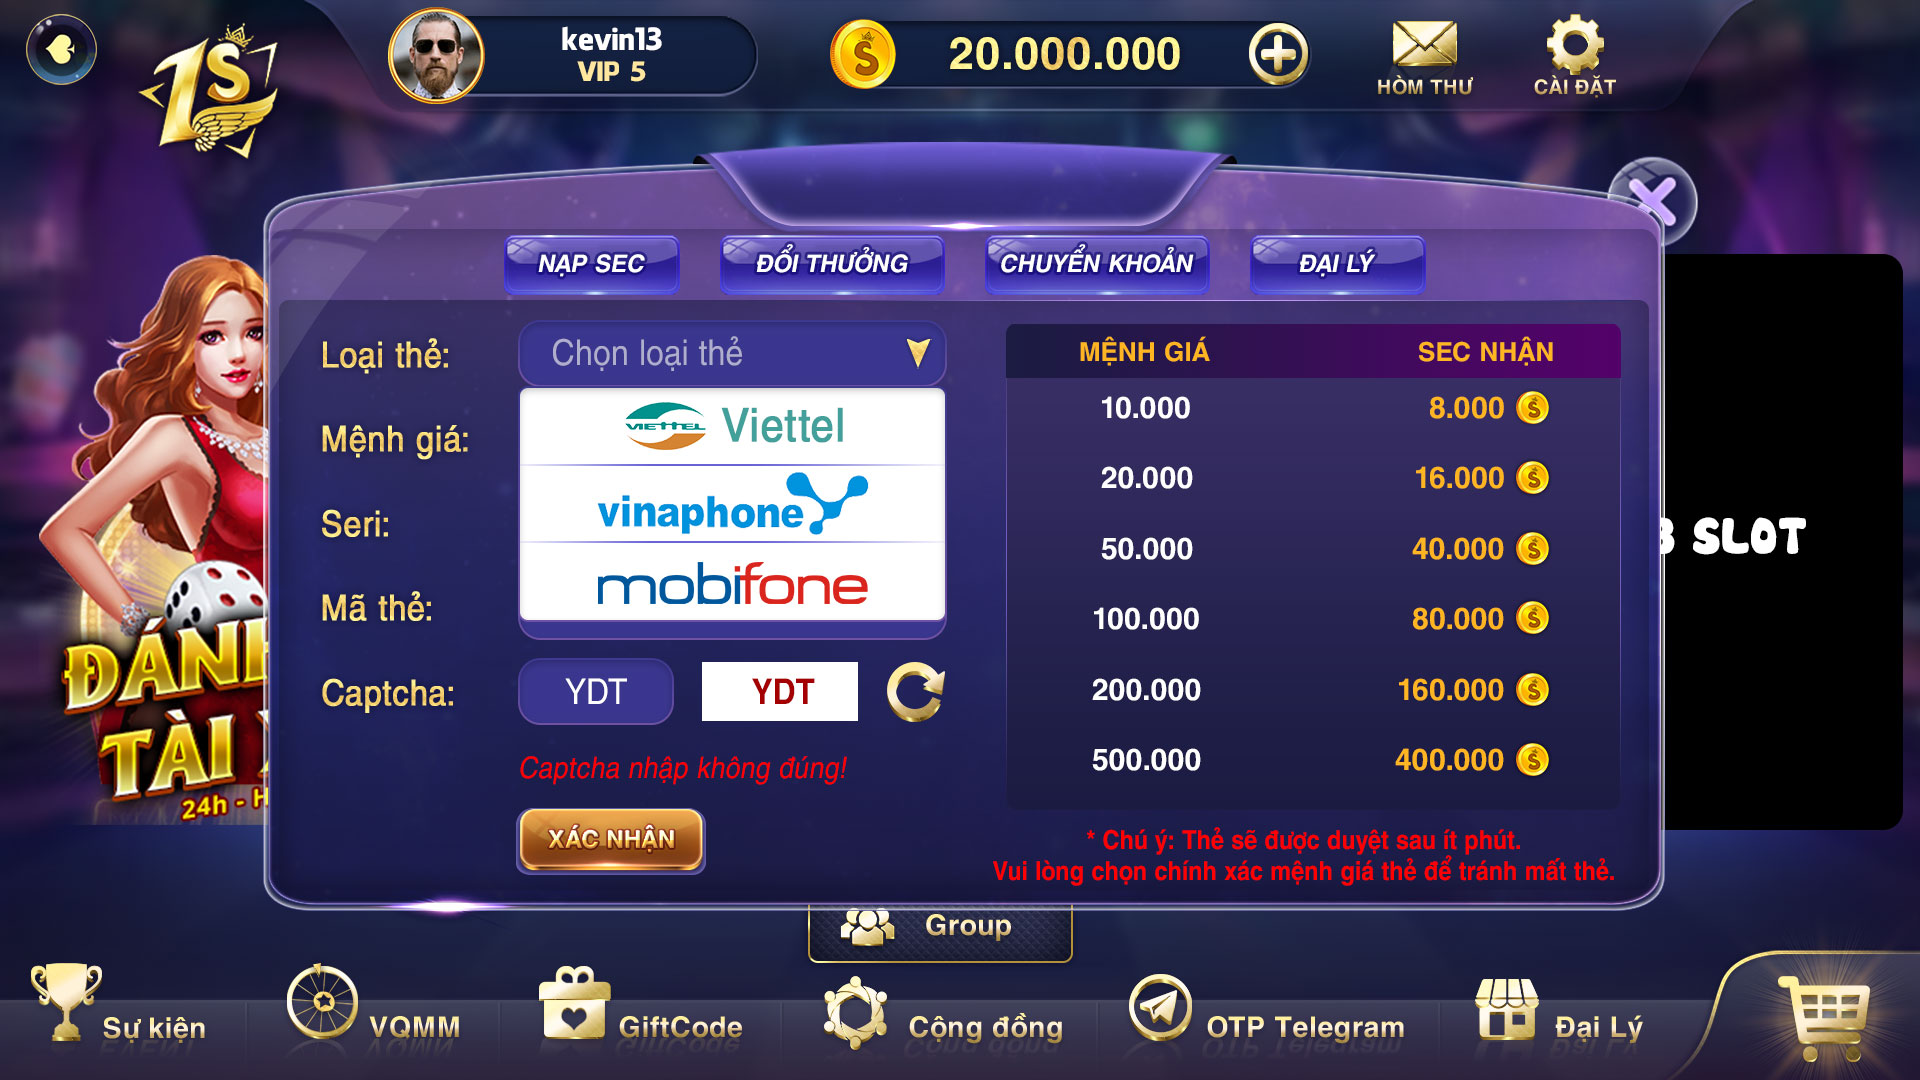 1S
kevin13
VIP 5
20.000.000
HÒM THƯ
CÀI ĐẶT
NẠP SEC
ĐỔI THƯỞNG
CHUYỂN KHOẢN
ĐẠI LÝ
Loại thẻ:
Chọn loại thẻ
VIETTEL Viettel
vinaphone
mobifone
Mệnh giá:
Seri:
Mã thẻ:
Captcha:
YDT
YDT
Captcha nhập không đúng!
XÁC NHẬN
MỆNH GIÁ SEC NHẬN
10.000 8.000
20.000 16.000
50.000 40.000
100.000 80.000
200.000 160.000
500.000 400.000
* Chú ý: Thẻ sẽ được duyệt sau ít phút.
Vui lòng chọn chính xác mệnh giá thẻ để tránh mất thẻ.
ĐÁNH
TÀI
24h - H
SLOT
Group
Sự kiện
VQMM
GiftCode
Cộng đồng
OTP Telegram
Đại Lý